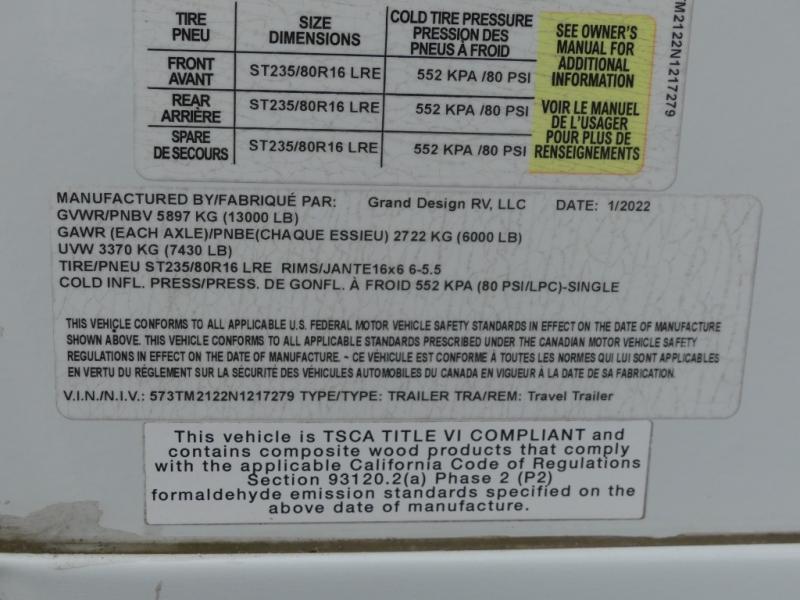 TIRE PNEU SIZE DIMENSIONS COLD TIRE PRESSURE PRESSION DES PNEUS À FROID
FRONT AVANT ST235/80R16 LRE 552 KPA /80 PSI
REAR ARRIÈRE ST235/80R16 LRE 552 KPA /80 PSI
SPARE DE SECOURS ST235/80R16 LRE 552 KPA /80 PSI
SEE OWNER'S
MANUAL FOR
ADDITIONAL
INFORMATION
VOIR LE MANUEL
DE L'USAGER
POUR PLUS DE
RENSEIGNEMENTS
TM2122N1217279
MANUFACTURED BY/FABRIQUÉ PAR: Grand Design RV, LLC DATE: 1/2022
GVWR/PNBV 5897 KG (13000 LB)
GAWR (EACH AXLE)/PNBE(CHAQUE ESSIEU) 2722 KG (6000 LB)
UVW 3370 KG (7430 LB)
TIRE/PNEU ST235/80R16 LRE RIMS/JANTE16x6 6-5.5
COLD INFL. PRESS/PRESS. DE GONFL. À FROID 552 KPA (80 PSI/LPC)-SINGLE
THIS VEHICLE CONFORMS TO ALL APPLICABLE U.S. FEDERAL MOTOR VEHICLE SAFETY STANDARDS IN EFFECT ON THE DATE OF MANUFACTURE
SHOWN ABOVE. THIS VEHICLE CONFORMS TO ALL APPLICABLE STANDARDS PRESCRIBED UNDER THE CANADIAN MOTOR VEHICLE SAFETY
REGULATIONS IN EFFECT ON THE DATE OF MANUFACTURE. - CE VÉHICULE EST CONFORME À TOUTES LES NORMES QUI LUI SONT APPLICABLES
EN VERTU DU RÉGLEMENT SUR LA SÉCURITÉ DES VÉHICULES AUTOMOBILES DU CANADA EN VIGUEUR À LA DATE DE SA FABRICATION.
V.I.N./N.I.V.: 573TM2122N1217279 TYPE/TYPE: TRAILER TRA/REM: Travel Trailer
This vehicle is TSCA TITLE VI COMPLIANT and
contains composite wood products that comply
with the applicable California Code of Regulations
Section 93120.2(a) Phase 2 (P2)
formaldehyde emission standards specified on the
above date of manufacture.